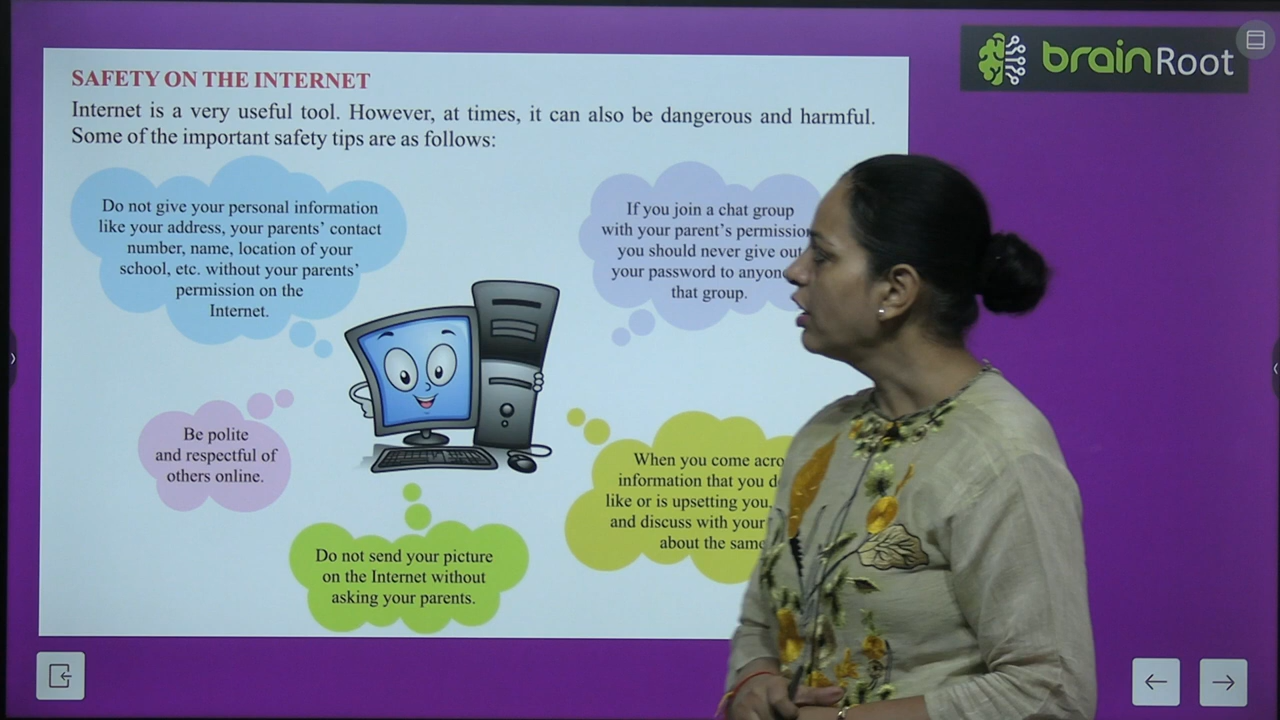 SAFETY ON THE INTERNET
Internet is a very useful tool. However, at times, it can also be dangerous and harmful.
Some of the important safety tips are as follows:
Do not give your personal information
like your address, your parents’ contact
number, name, location of your
school, etc. without your parents’
permission on the
Internet.
If you join a chat group
with your parent’s permission
you should never give out
your password to anyone
that group.
Be polite
and respectful of
others online.
When you come
information that you
like or is upsetting you,
and discuss with your
about the same
Do not send your picture
on the Internet without
asking your parents.
brainRoot